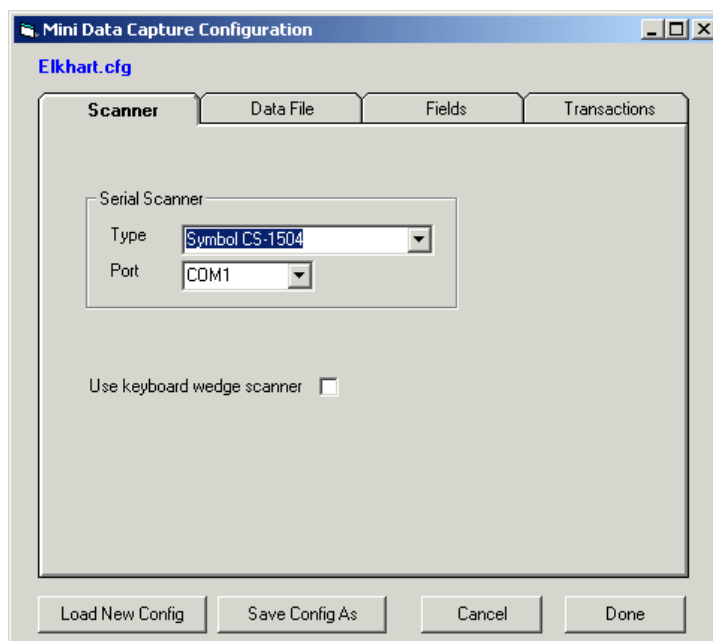 Mini Data Capture Configuration
Elkhart.cfg
Scanner Data File Fields Transactions
Serial Scanner
Type Symbol CS-1504
Port COM1
Use keyboard wedge scanner
Load New Config Save Config As Cancel Done